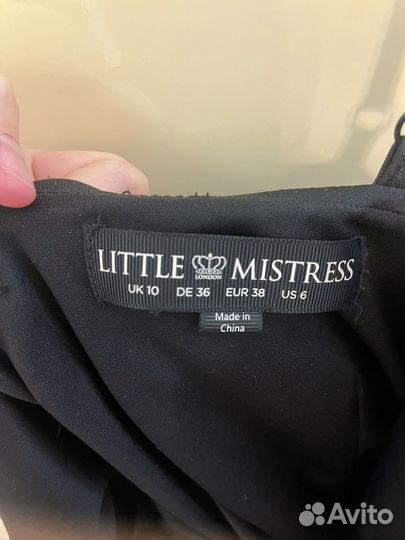 LITTLE MISTRESS
LONDON
UK 10 DE 36 EUR 38 US 6
Made in
China
Avito